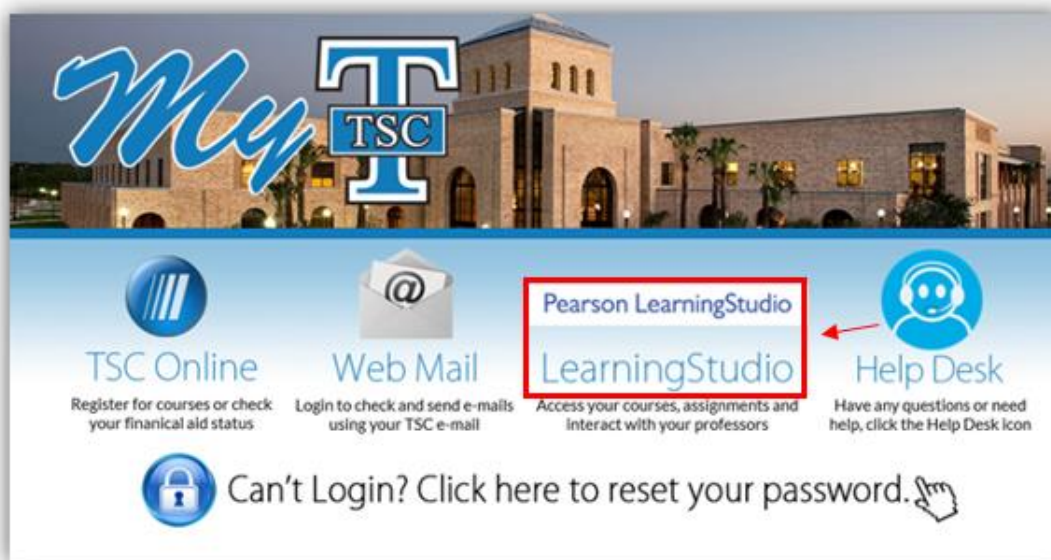 My T
TSC
Pearson LearningStudio
TSC Online
Web Mail
LearningStudio
Help Desk
Register for courses or check
your finanical aid status
Login to check and send e-mails
using your TSC e-mail
Access your courses, assignments and
interact with your professors
Have any questions or need
help, click the Help Desk icon
Can't Login? Click here to reset your password.